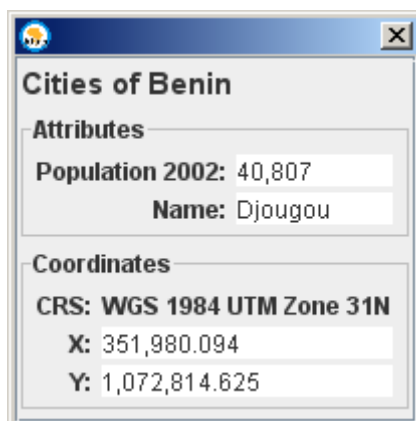 Cities of Benin
Attributes
Population 2002: 40,807
Name: Djougou
Coordinates
CRS: WGS 1984 UTM Zone 31N
X: 351,980.094
Y: 1,072,814.625